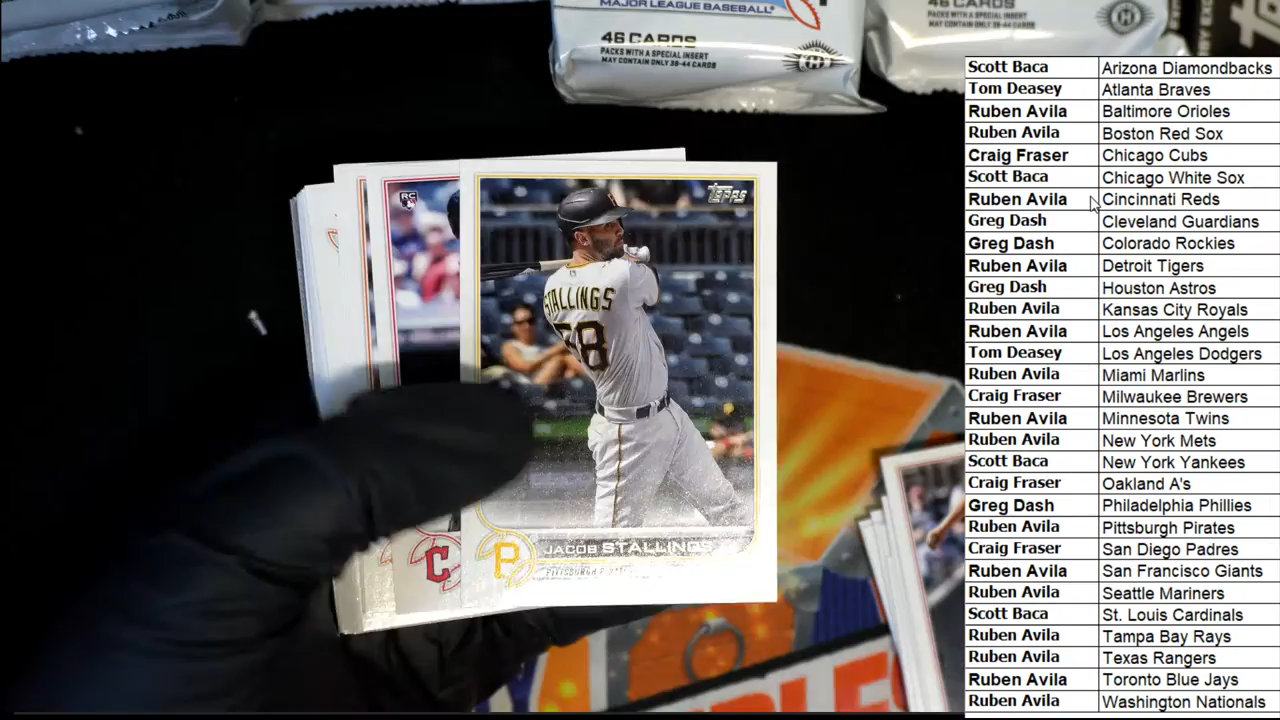 MAJOR LEAGUE BASEBALL
46 CARDS
PACKS WITH A SPECIAL INSERT
MAY CONTAIN ONLY 39-44 CARDS
46 CARDS
PACKS WITH A SPECIAL INSERT
MAY CONTAIN ONLY 39-44 CARDS
RC
TOPPS
STALLINGS
58
C
P
JACOB STALLINGS
PITTSBURGH PIRATES
Scott Baca Arizona Diamondbacks
Tom Deasey Atlanta Braves
Ruben Avila Baltimore Orioles
Ruben Avila Boston Red Sox
Craig Fraser Chicago Cubs
Scott Baca Chicago White Sox
Ruben Avila Cincinnati Reds
Greg Dash Cleveland Guardians
Greg Dash Colorado Rockies
Ruben Avila Detroit Tigers
Greg Dash Houston Astros
Ruben Avila Kansas City Royals
Ruben Avila Los Angeles Angels
Tom Deasey Los Angeles Dodgers
Ruben Avila Miami Marlins
Craig Fraser Milwaukee Brewers
Ruben Avila Minnesota Twins
Ruben Avila New York Mets
Scott Baca New York Yankees
Craig Fraser Oakland A's
Greg Dash Philadelphia Phillies
Ruben Avila Pittsburgh Pirates
Craig Fraser San Diego Padres
Ruben Avila San Francisco Giants
Ruben Avila Seattle Mariners
Scott Baca St. Louis Cardinals
Ruben Avila Tampa Bay Rays
Ruben Avila Texas Rangers
Ruben Avila Toronto Blue Jays
Ruben Avila Washington Nationals